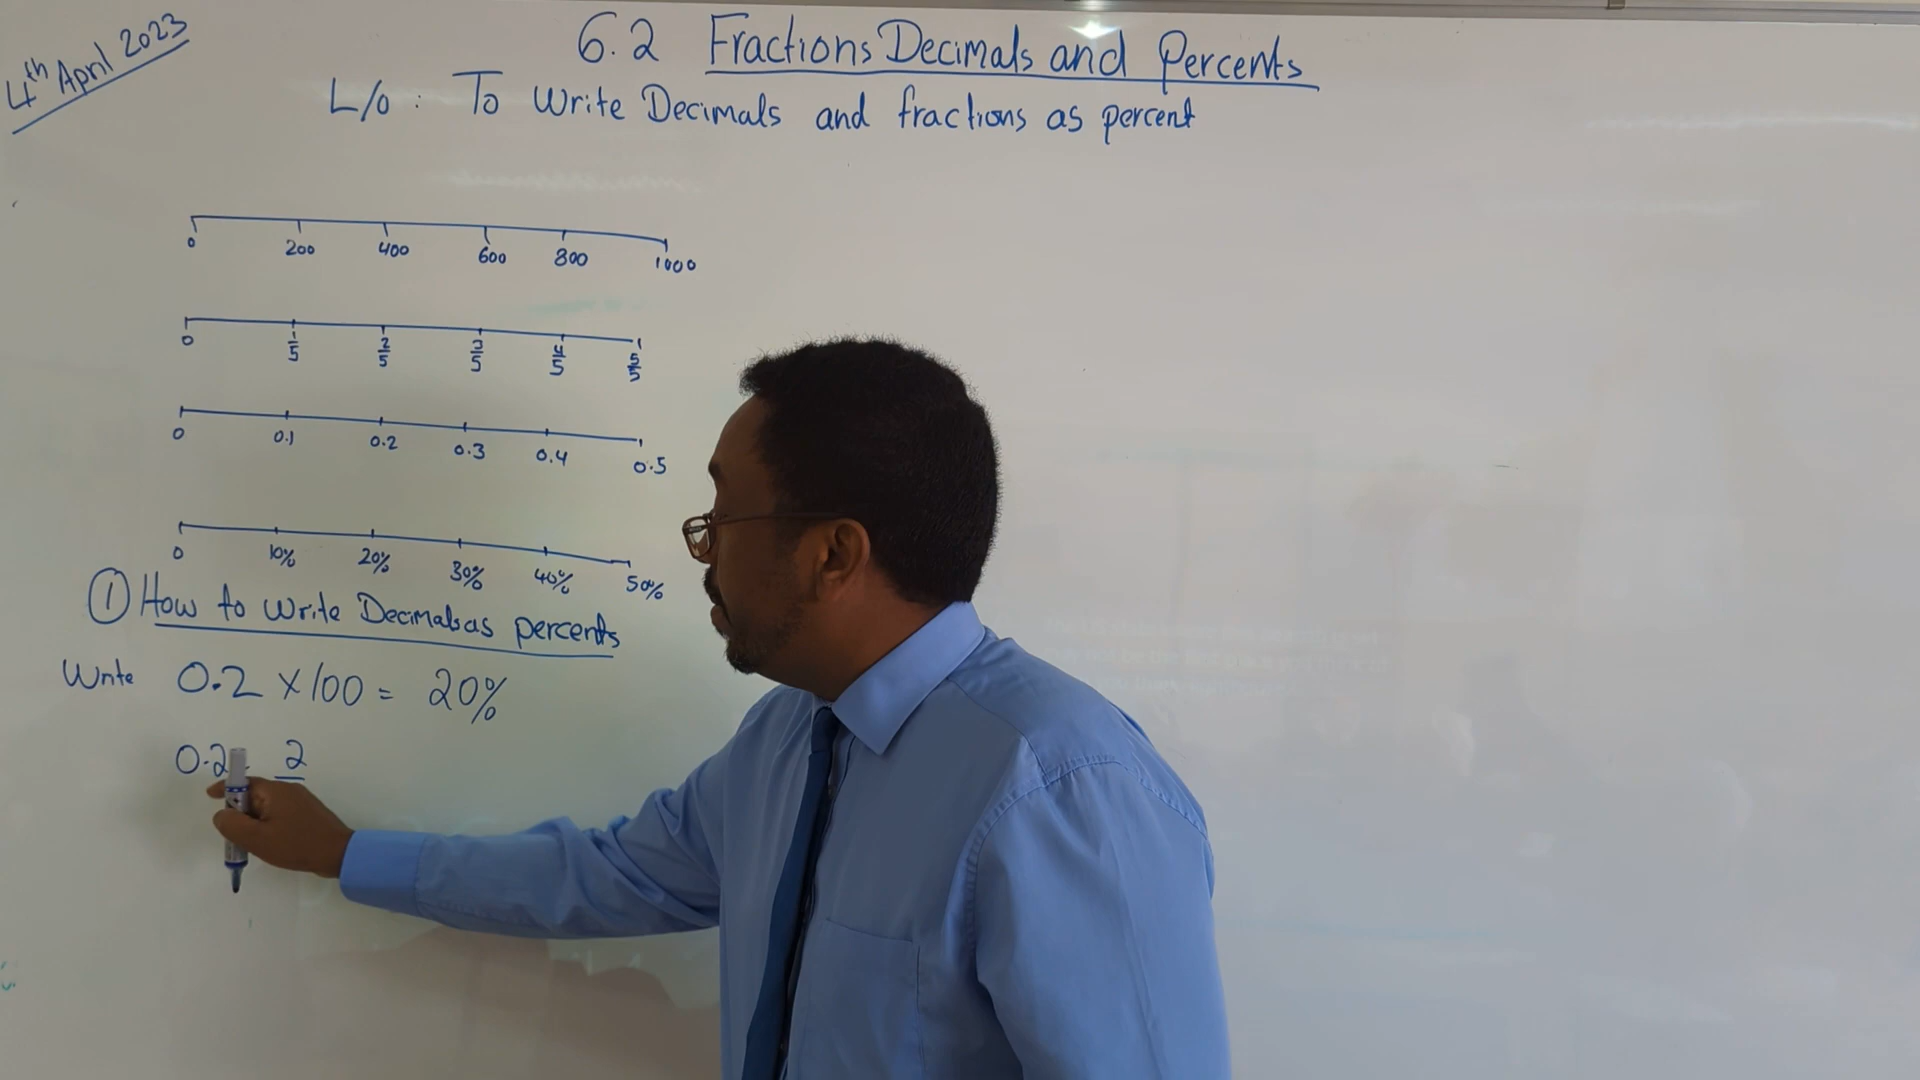 4th April 2023
6.2 Fractions Decimals and Percents
L/O : To Write Decimals and fractions as percent
0 200 400 600 800 1000
0 1/5 2/5 3/5 4/5 5/5
0 0.1 0.2 0.3 0.4 0.5
0 10% 20% 30% 40% 50%
① How to Write Decimals as percents
Write 0.2 × 100 = 20%
0.2 = 2